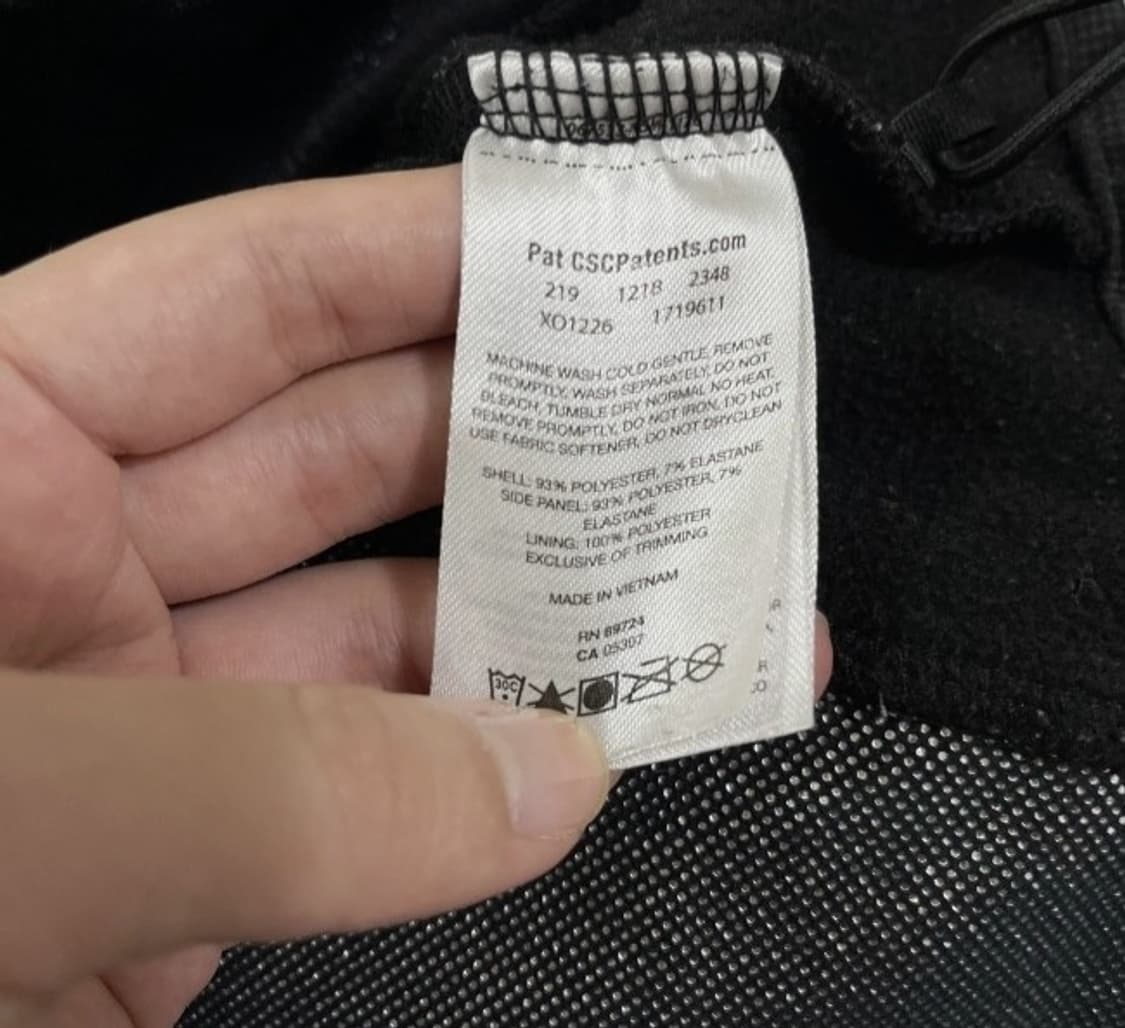 Pat CSCPatents.com
219 1218 2348
XO1226 1719611
MACHINE WASH COLD GENTLE, REMOVE
PROMPTLY, WASH SEPARATELY, DO NOT
BLEACH, TUMBLE DRY NORMAL NO HEAT,
REMOVE PROMPTLY, DO NOT IRON, DO NOT
USE FABRIC SOFTENER, DO NOT DRYCLEAN
SHELL: 93% POLYESTER, 7% ELASTANE
SIDE PANEL: 93% POLYESTER, 7%
ELASTANE
LINING: 100% POLYESTER
EXCLUSIVE OF TRIMMING
MADE IN VIETNAM
RN 69724
CA 05307
30C